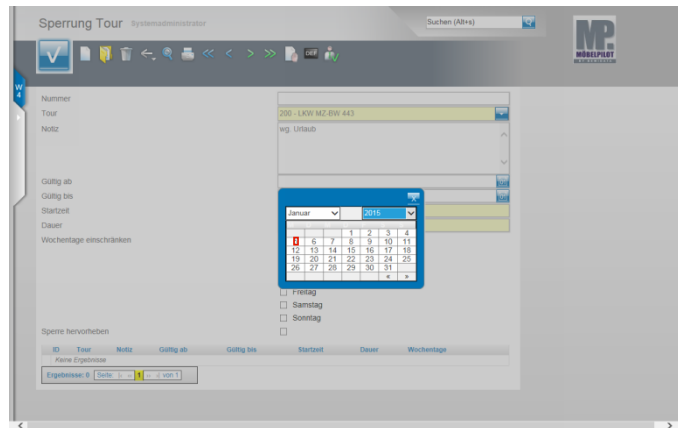 Sperrung Tour Systemadministrator
Suchen (Alt+s)
MP
MÖBELPILOT
W
4
Nummer
Tour
200 - LKW MZ-BW 443
Notiz
wg. Urlaub
Gültig ab
Gültig bis
Startzeit
Dauer
Wochentage einschränken
Januar 2015
1 2 3 4
6 7 8 9 10 11
12 13 14 15 16 17 18
19 20 21 22 23 24 25
26 27 28 29 30 31
« »
Freitag
Samstag
Sonntag
Sperre hervorheben
ID Tour Notiz Gültig ab Gültig bis Startzeit Dauer Wochentage
Keine Ergebnisse
Ergebnisse: 0 Seite: 1 von 1